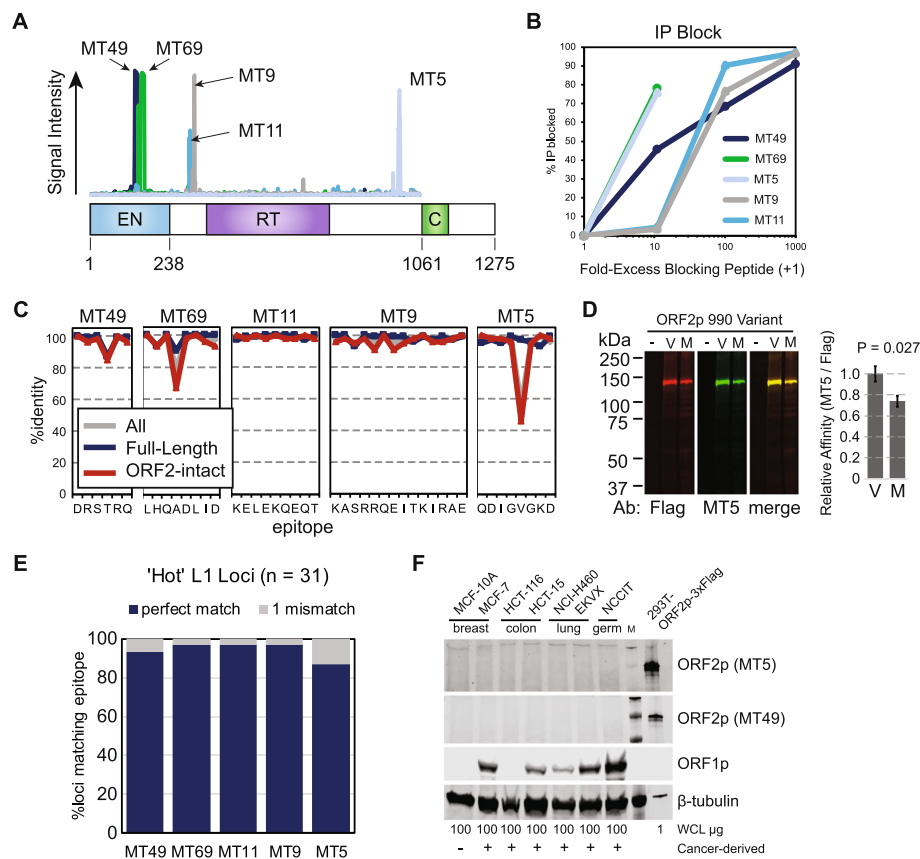 A
MT49 MT69
MT9
MT5
MT11
Signal Intensity
EN RT C
1 238 1061 1275
B
IP Block
% IP blocked
100
90
80
70
60
50
40
30
20
10
0
MT49
MT69
MT5
MT9
MT11
1 10 100 1000
Fold-Excess Blocking Peptide (+1)
C
MT49 MT69 MT11 MT9 MT5
%identity
100
80
60
40
20
0
All
Full-Length
ORF2-intact
DRSTRQ LHQADLID KELEKQEQT KASRRQEITKIRAE QDIGVGKD
epitope
D
ORF2p 990 Variant
kDa - V M - V M - V M
250
150
100
75
50
37
Ab: Flag MT5 merge
P = 0.027
Relative Affinity (MT5 / Flag)
1.0
0.8
0.6
0.4
0.2
0
V M
E
'Hot' L1 Loci (n = 31)
perfect match 1 mismatch
%loci matching epitope
100
80
60
40
20
0
MT49 MT69 MT11 MT9 MT5
F
MCF-10A MCF-7 HCT-116 HCT-15 NCI-H460 EKVX NCCIT 293T-ORF2p-3xFlag
breast colon lung germ M
ORF2p (MT5)
ORF2p (MT49)
ORF1p
β-tubulin
100 100 100 100 100 100 100 WCL µg 1
- + + + + + + Cancer-derived